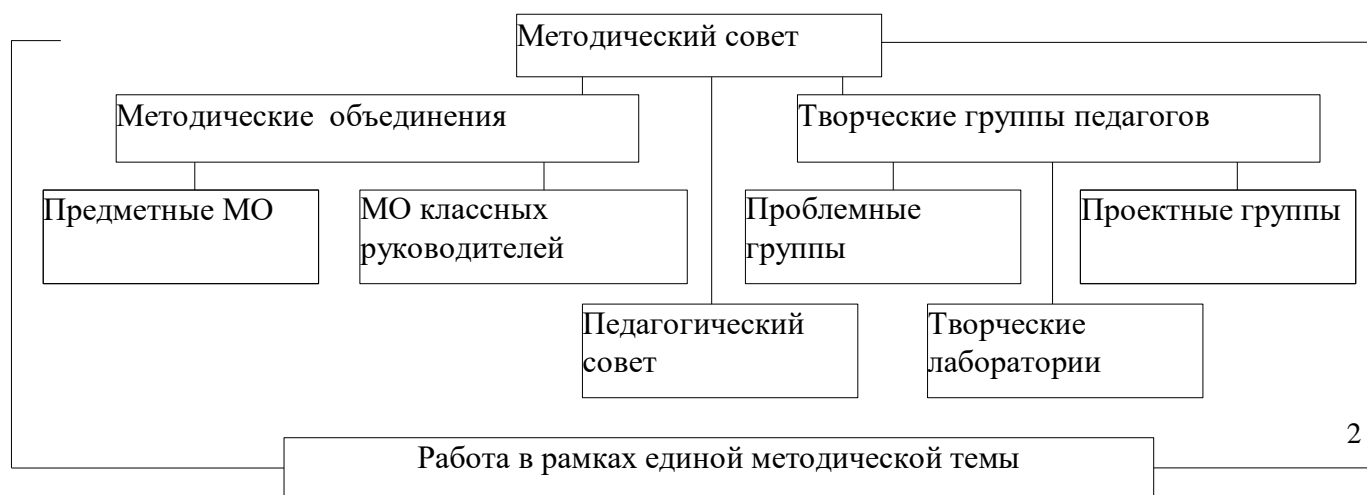 Методический совет
Методические объединения
Творческие группы педагогов
Предметные МО
МО классных
руководителей
Проблемные
группы
Проектные группы
Педагогический
совет
Творческие
лаборатории
2
Работа в рамках единой методической темы